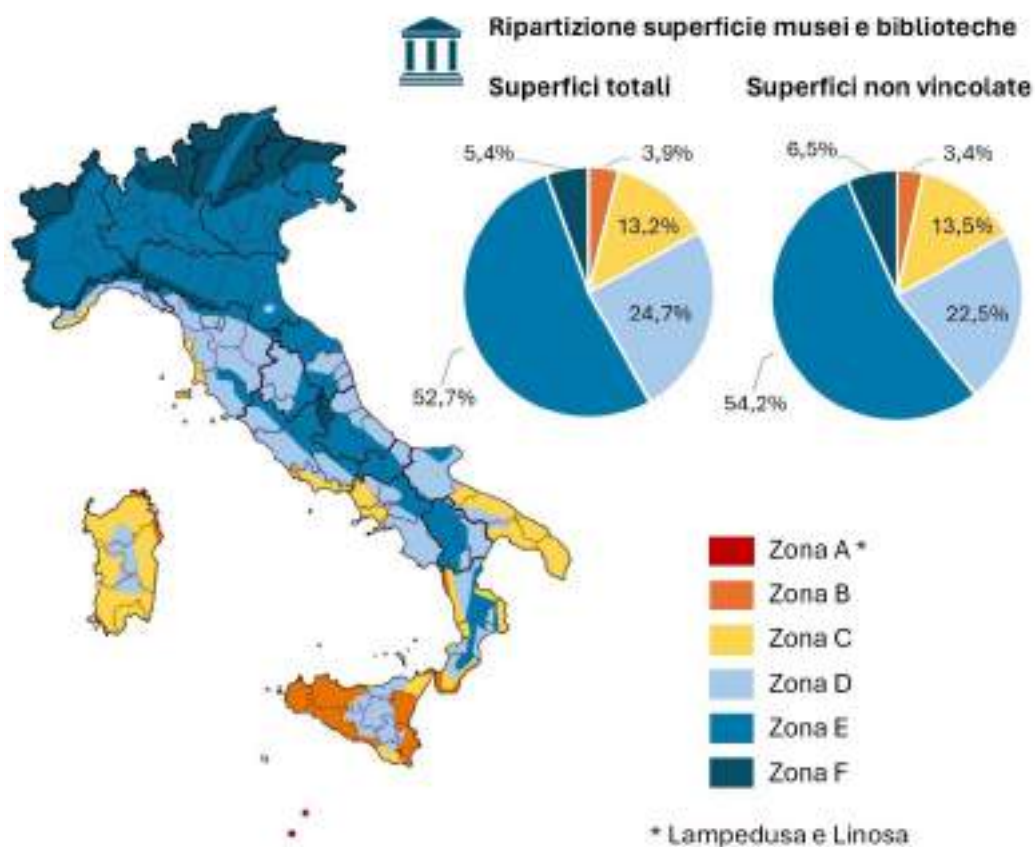 Ripartizione superficie musei e biblioteche
Superfici totali
Superfici non vincolate
5,4%
3,9%
13,2%
24,7%
52,7%
6,5%
3,4%
13,5%
22,5%
54,2%
Zona A *
Zona B
Zona C
Zona D
Zona E
Zona F
* Lampedusa e Linosa